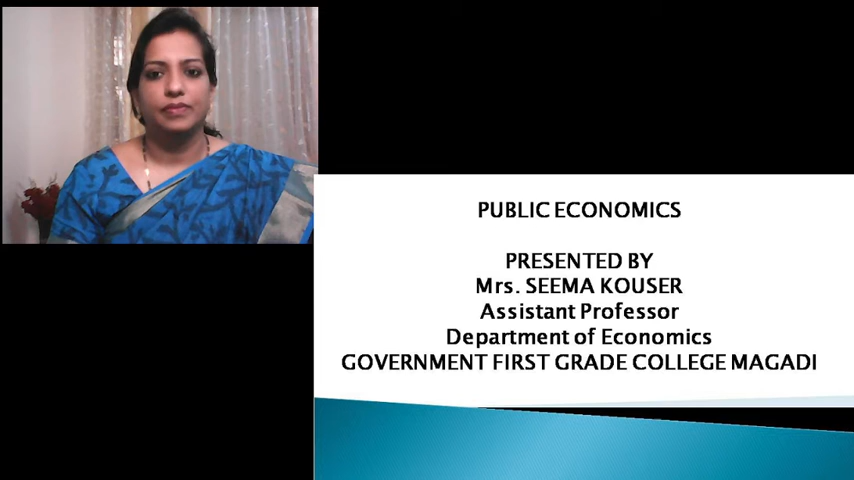 PUBLIC ECONOMICS
PRESENTED BY
Mrs. SEEMA KOUSER
Assistant Professor
Department of Economics
GOVERNMENT FIRST GRADE COLLEGE MAGADI